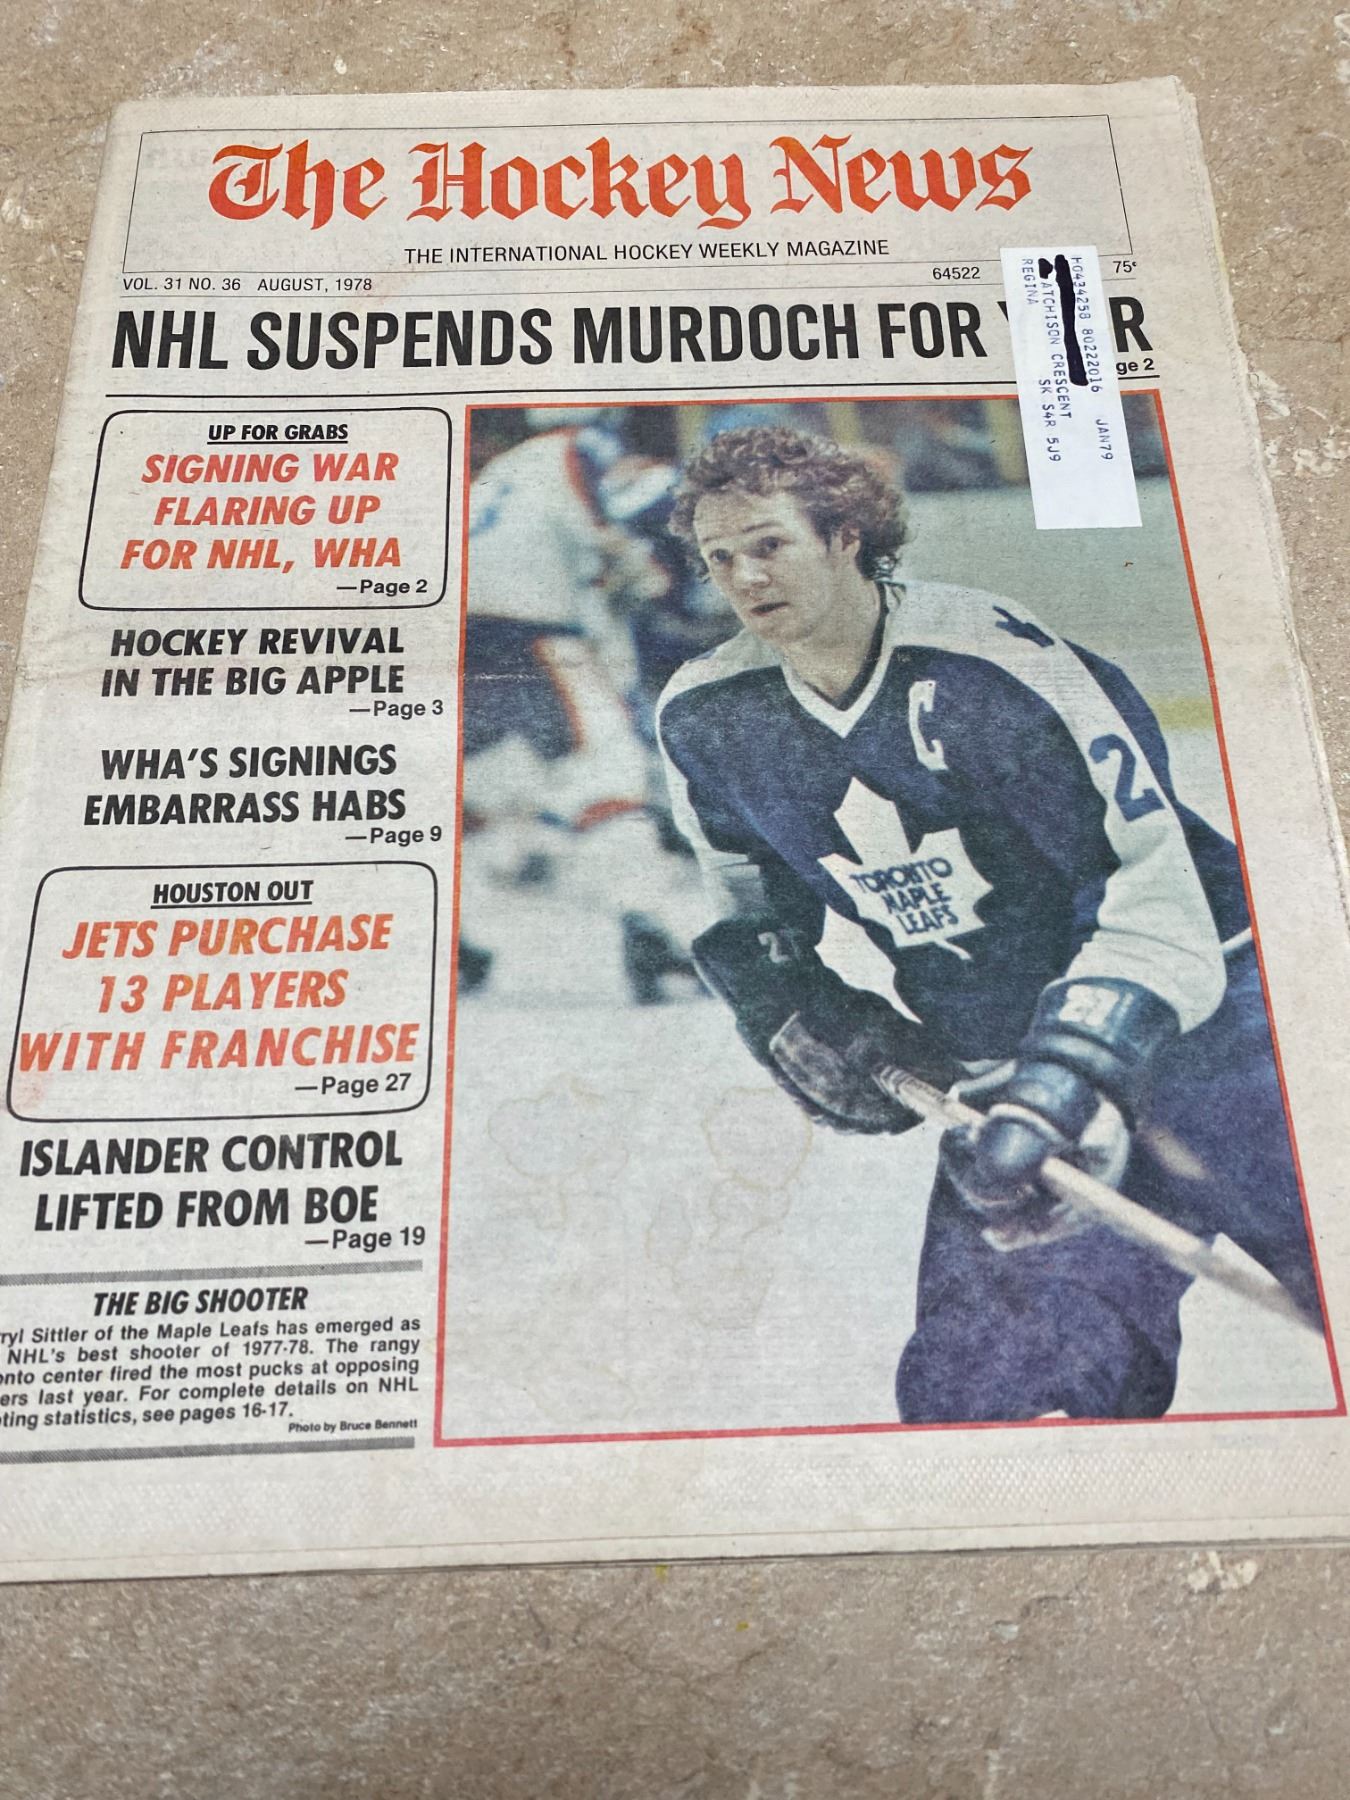 The Hockey News
THE INTERNATIONAL HOCKEY WEEKLY MAGAZINE
VOL. 31 NO. 36 AUGUST, 1978
64522
75¢
NHL SUSPENDS MURDOCH FOR
2
H0434258 80222016 JAN79
ATCHISON CRESCENT
REGINA SK S4R 5J9
UP FOR GRABS
SIGNING WAR
FLARING UP
FOR NHL, WHA
—Page 2
HOCKEY REVIVAL
IN THE BIG APPLE
—Page 3
WHA'S SIGNINGS
EMBARRASS HABS
—Page 9
HOUSTON OUT
JETS PURCHASE
13 PLAYERS
WITH FRANCHISE
—Page 27
ISLANDER CONTROL
LIFTED FROM BOE
—Page 19
THE BIG SHOOTER
ryl Sittler of the Maple Leafs has emerged as
NHL's best shooter of 1977-78. The rangy
onto center fired the most pucks at opposing
ers last year. For complete details on NHL
ting statistics, see pages 16-17.
Photo by Bruce Bennett
C
2
TORONTO
MAPLE
LEAFS